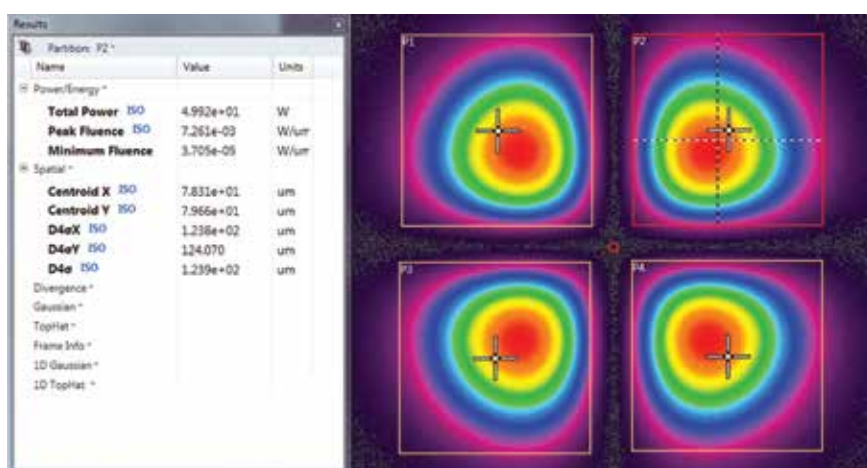 Results
Partition: P2
Name Value Units
Power/Energy
Total Power ISO 4.992e+01 W
Peak Fluence ISO 7.261e-03 W/um
Minimum Fluence 3.705e-05 W/um
Spatial
Centroid X ISO 7.831e+01 um
Centroid Y ISO 7.966e+01 um
D4σX ISO 1.238e+02 um
D4σY ISO 124.070 um
D4σ ISO 1.239e+02 um
Divergence
Gaussian
TopHat
Frame Info
1D Gaussian
1D TopHat
P1
P2
P3
P4